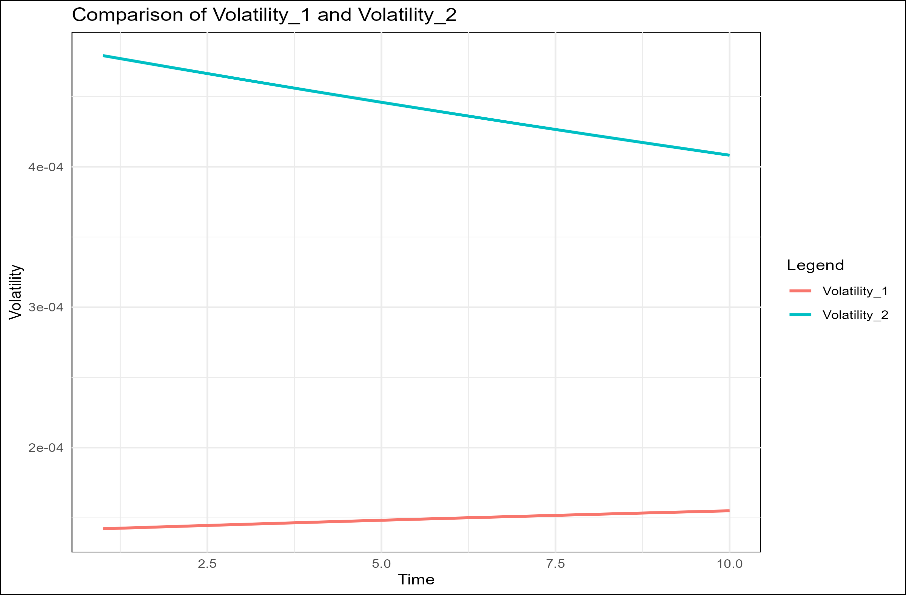 Comparison of Volatility_1 and Volatility_2
4e-04
3e-04
2e-04
Volatility
2.5
5.0
7.5
10.0
Time
Legend
Volatility_1
Volatility_2